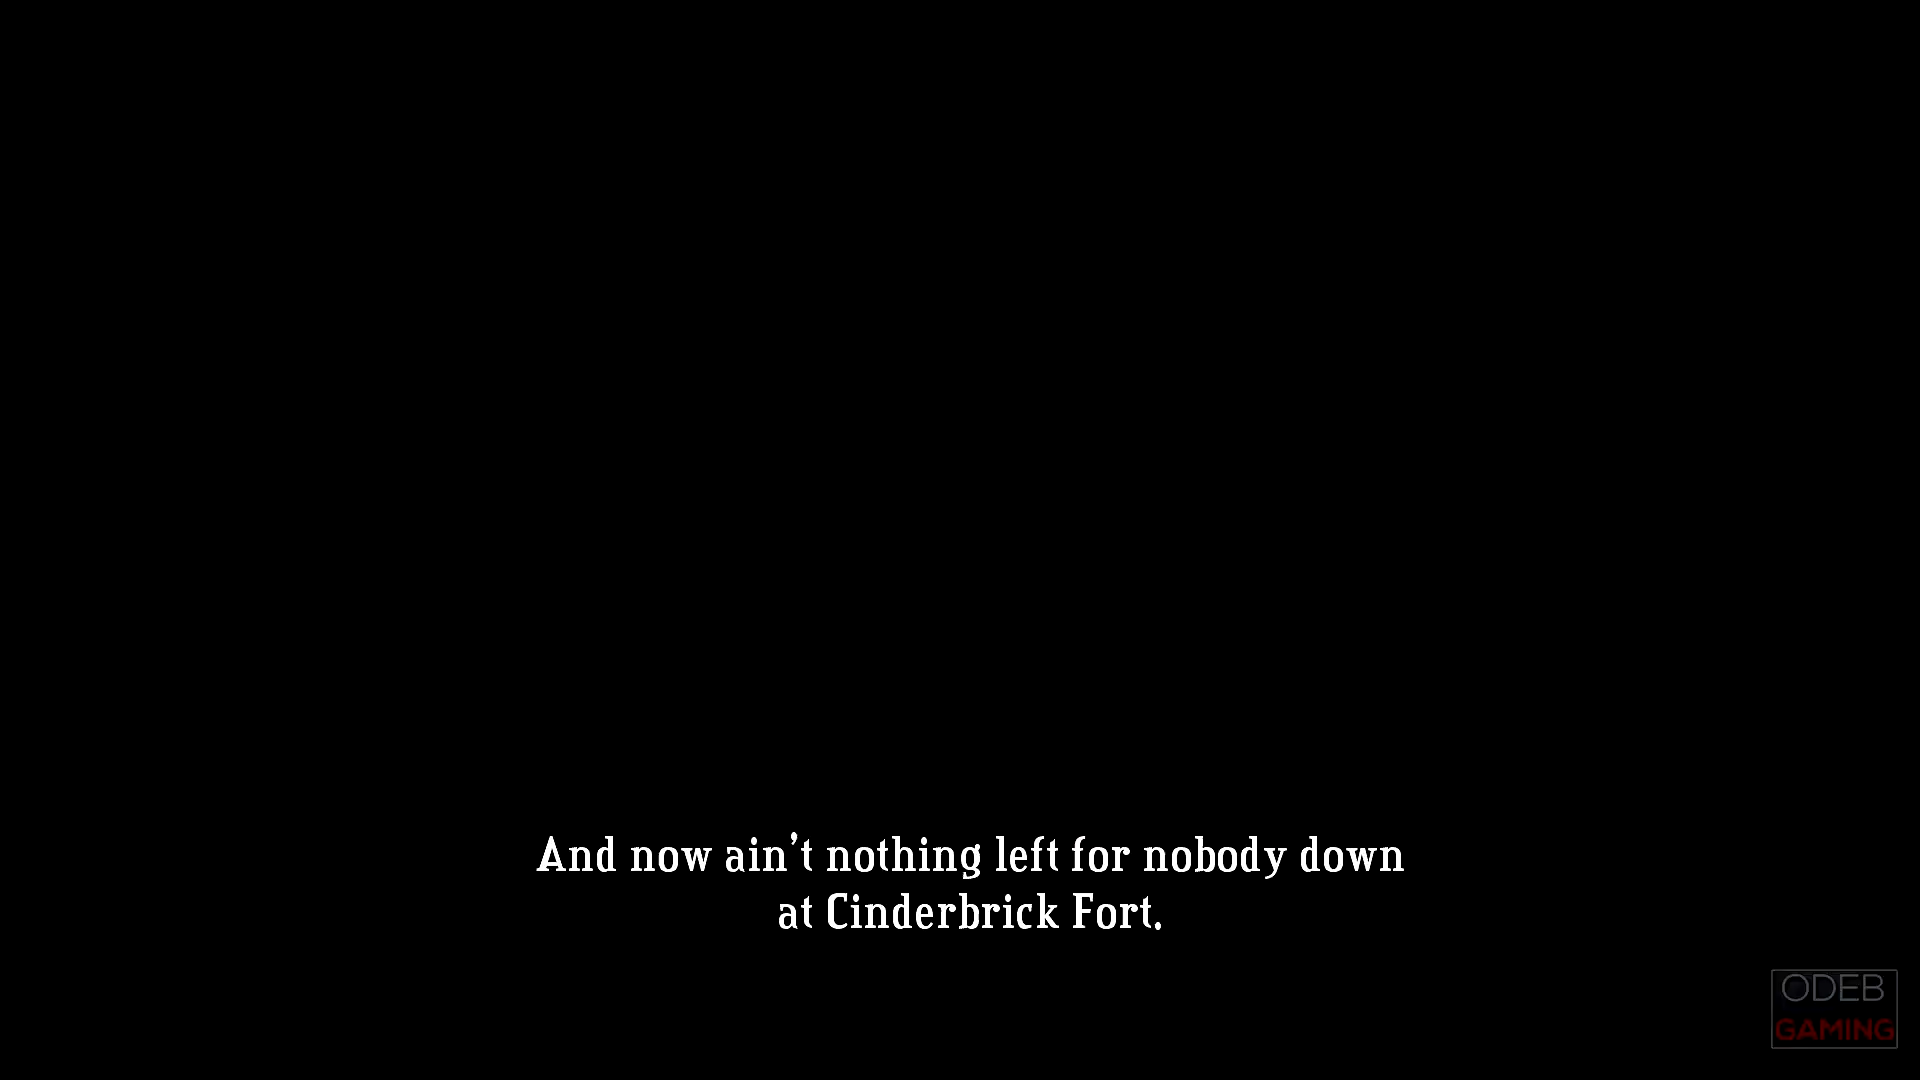 And now ain't nothing left for nobody down
at Cinderbrick Fort.
ODEB
GAMING